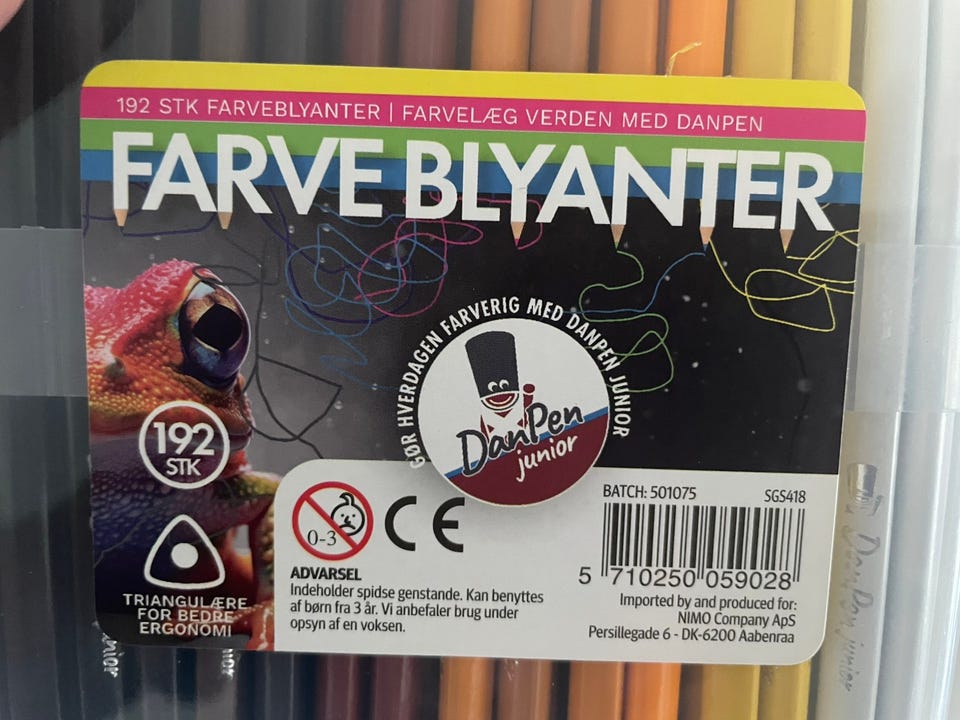 192 STK FARVEBLYANTER | FARVELÆG VERDEN MED DANPEN
FARVE BLYANTER
GØR HVERDAGEN FARVERIG MED DANPEN JUNIOR
DanPen
junior
192
STK
TRIANGULÆRE
FOR BEDRE
ERGONOMI
0-3
CE
ADVARSEL
Indeholder spidse genstande. Kan benyttes
af børn fra 3 år. Vi anbefaler brug under
opsyn af en voksen.
BATCH: 501075 SGS418
5 710250 059028
Imported by and produced for:
NIMO Company ApS
Persillegade 6 - DK-6200 Aabenraa
DanPen junior